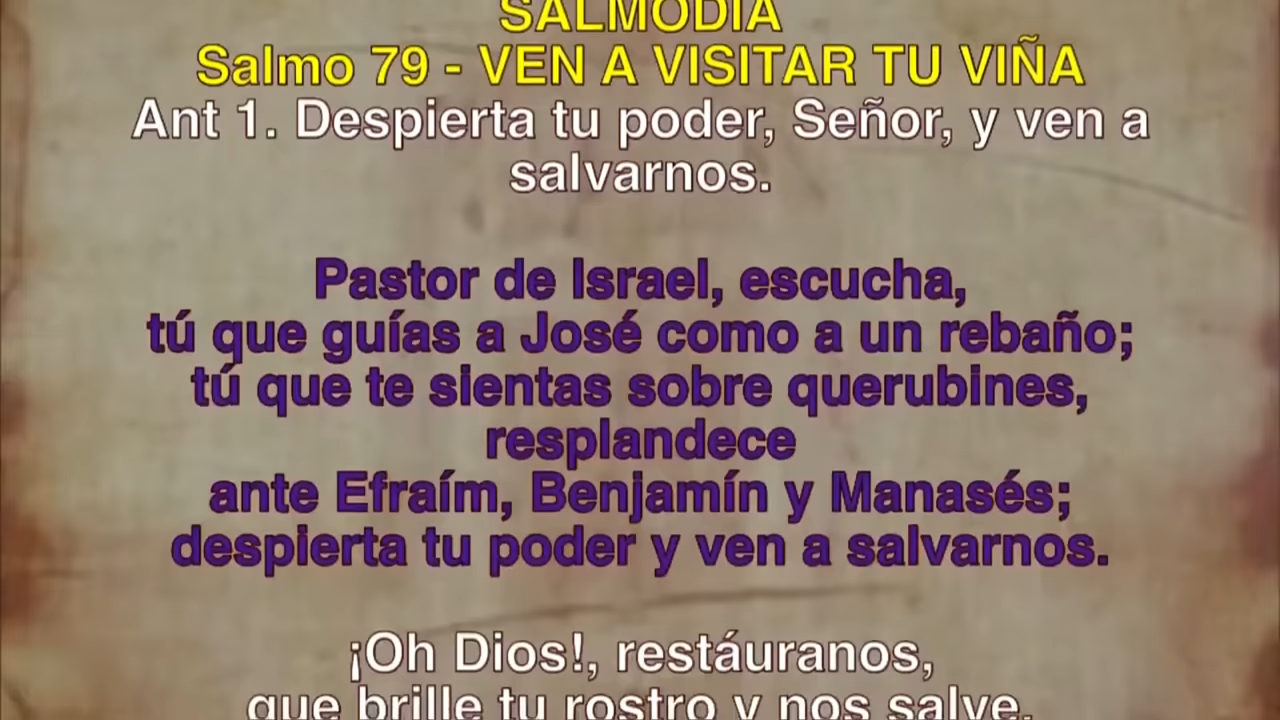 SALMODIA
Salmo 79 - VEN A VISITAR TU VIÑA
Ant 1. Despierta tu poder, Señor, y ven a
salvarnos.
Pastor de Israel, escucha,
tú que guías a José como a un rebaño;
tú que te sientas sobre querubines,
resplandece
ante Efraím, Benjamín y Manasés;
despierta tu poder y ven a salvarnos.
¡Oh Dios!, restáuranos,
que brille tu rostro y nos salve.